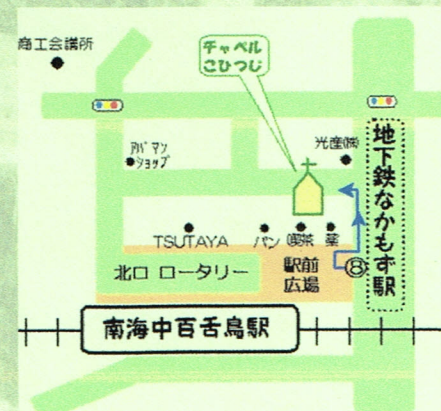 商工会議所
チャペル
こひつじ
アパマン
ショップ
光産㈱
地下鉄なかもず駅
TSUTAYA
パン
喫茶
薬
北口 ロータリー
駅前
広場
⑧
南海中百舌鳥駅